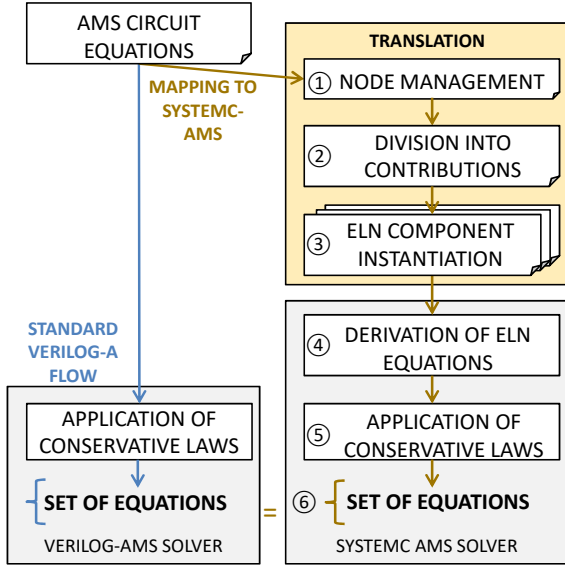 AMS CIRCUIT
EQUATIONS
TRANSLATION
MAPPING TO
SYSTEMC-
AMS
① NODE MANAGEMENT
② DIVISION INTO
CONTRIBUTIONS
③ ELN COMPONENT
INSTANTIATION
STANDARD
VERILOG-A
FLOW
④ DERIVATION OF ELN
EQUATIONS
APPLICATION OF
CONSERVATIVE LAWS
⑤ APPLICATION OF
CONSERVATIVE LAWS
SET OF EQUATIONS
=
⑥ SET OF EQUATIONS
VERILOG-AMS SOLVER
SYSTEMC AMS SOLVER